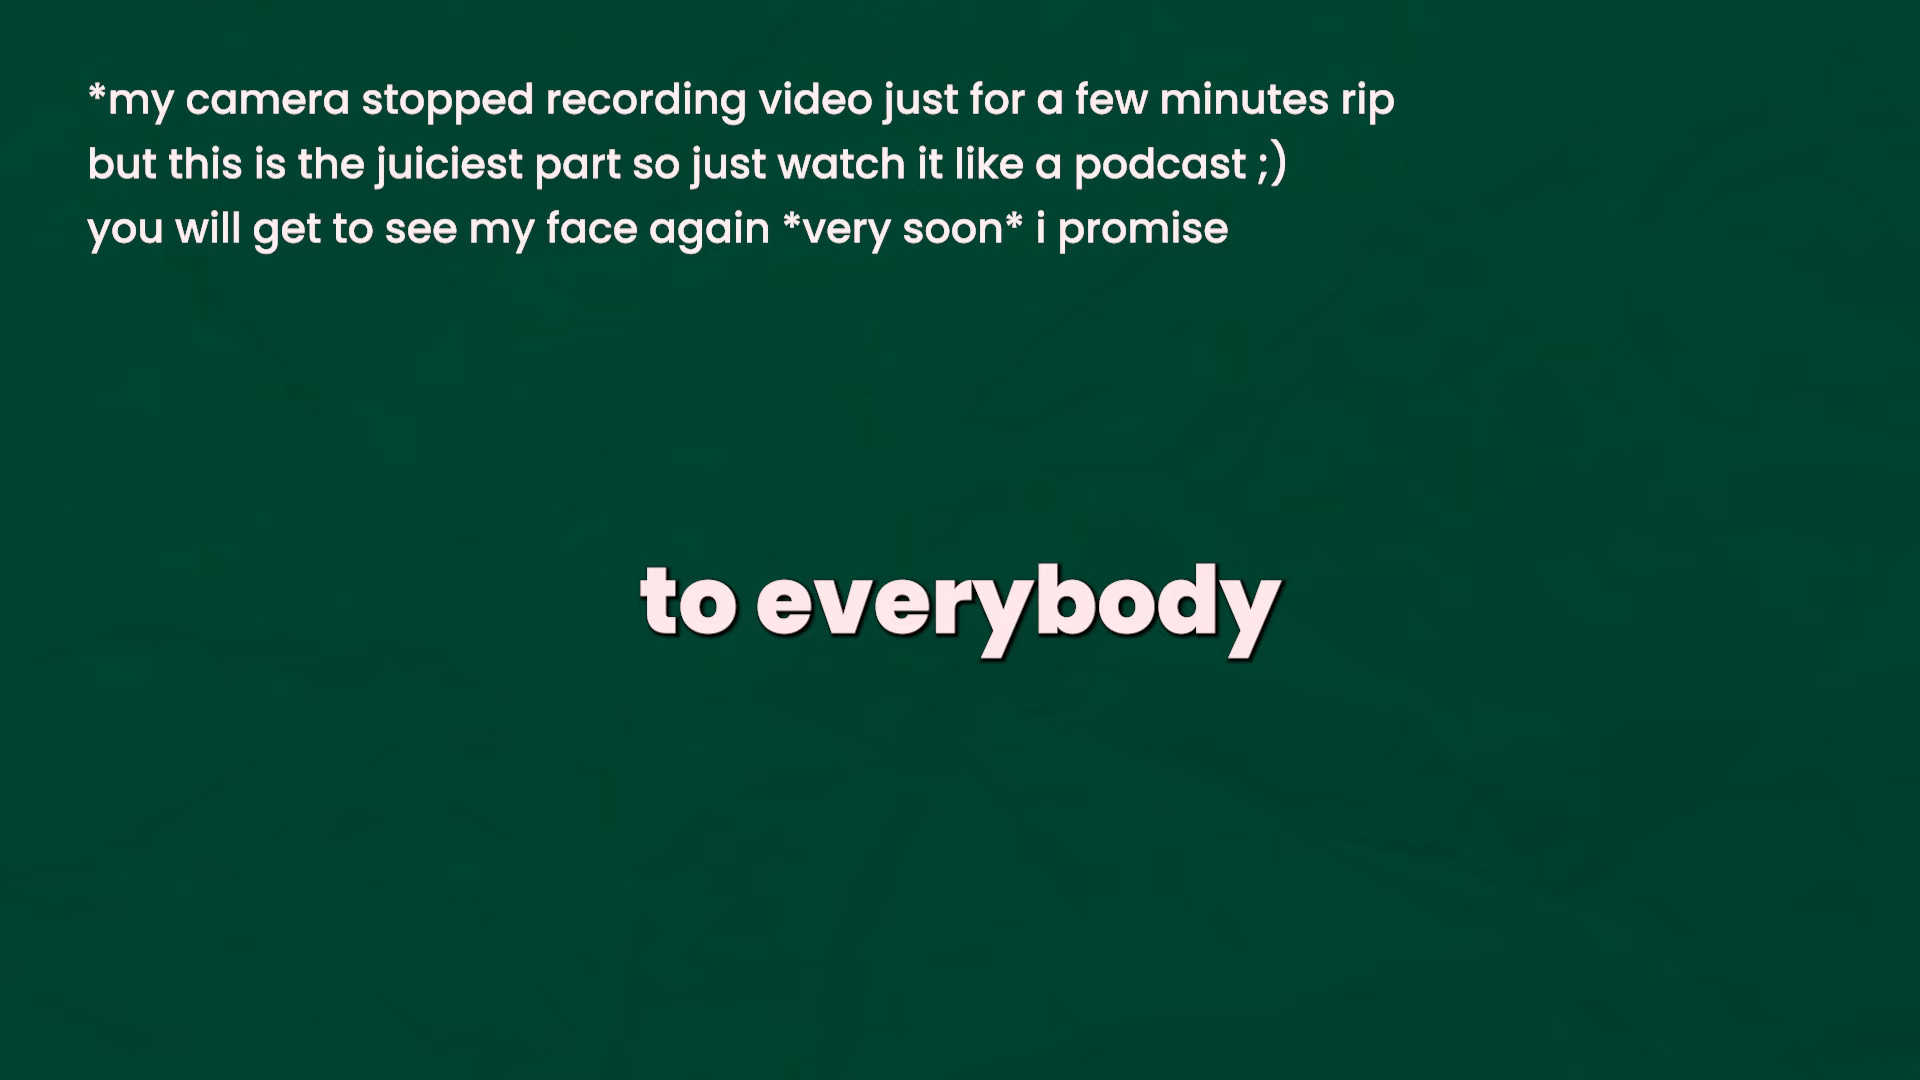 *my camera stopped recording video just for a few minutes rip
but this is the juiciest part so just watch it like a podcast ;)
you will get to see my face again *very soon* i promise
to everybody